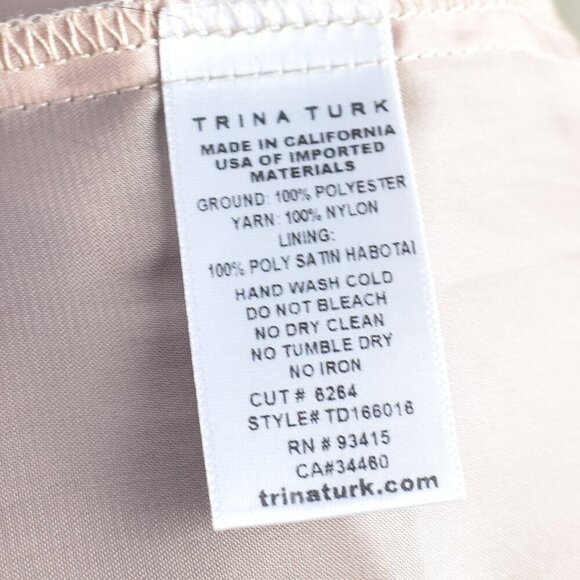 TRINA TURK
MADE IN CALIFORNIA
USA OF IMPORTED
MATERIALS
GROUND: 100% POLYESTER
YARN: 100% NYLON
LINING:
100% POLY SATIN HABOTAI
HAND WASH COLD
DO NOT BLEACH
NO DRY CLEAN
NO TUMBLE DRY
NO IRON
CUT # 6264
STYLE# TD166016
RN # 93415
CA#34460
trinaturk.com